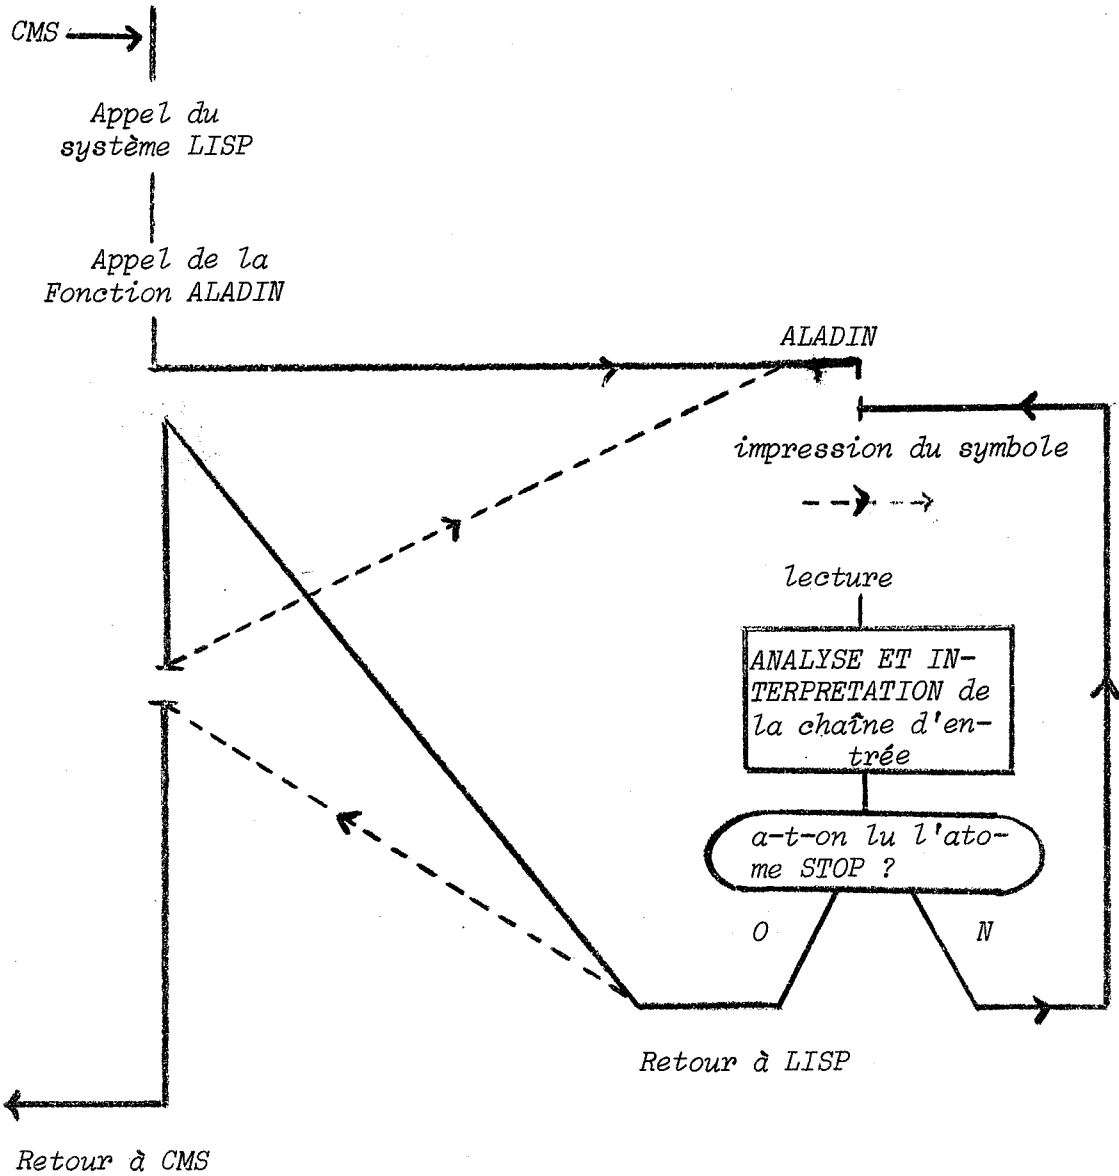 CMS
Appel du
système LISP
Appel de la
Fonction ALADIN
ALADIN
impression du symbole
lecture
ANALYSE ET IN-
TERPRETATION de
la chaîne d'en-
trée
a-t-on lu l'ato-
me STOP ?
O
N
Retour à LISP
Retour à CMS